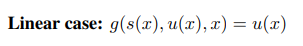 Linear case: g(s(x), u(x), x) = u(x)